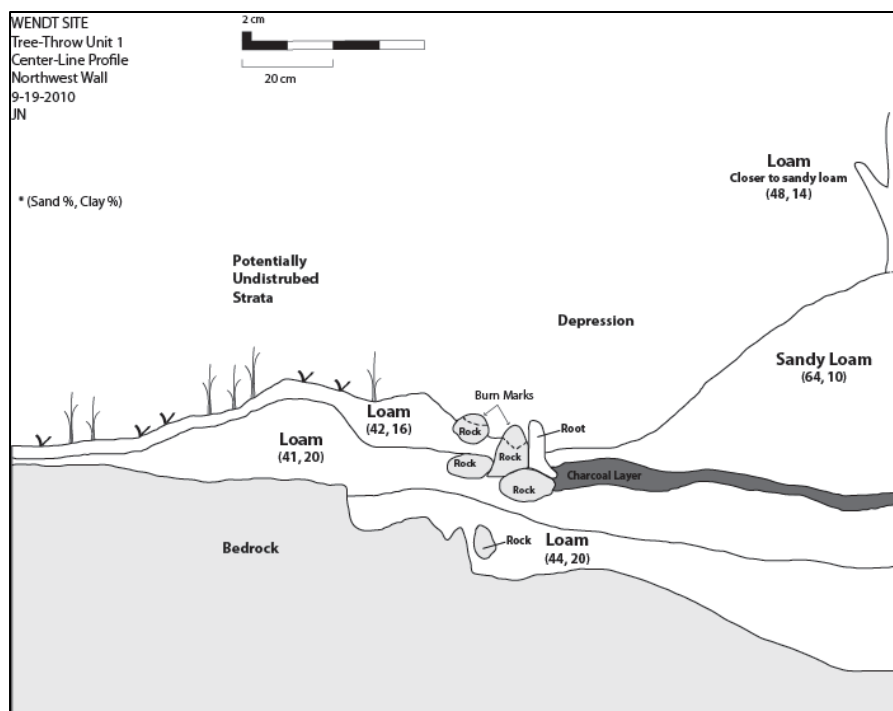 WENDT SITE
Tree-Throw Unit 1
Center-Line Profile
Northwest Wall
9-19-2010
JN
2 cm
20 cm
* (Sand %, Clay %)
Loam
Closer to sandy loam
(48, 14)
Potentially
Undistrubed
Strata
Depression
Sandy Loam
(64, 10)
Burn Marks
Loam
(42, 16)
Rock
Root
Loam
(41, 20)
Rock
Rock
Rock
Charcoal Layer
Bedrock
Rock
Loam
(44, 20)